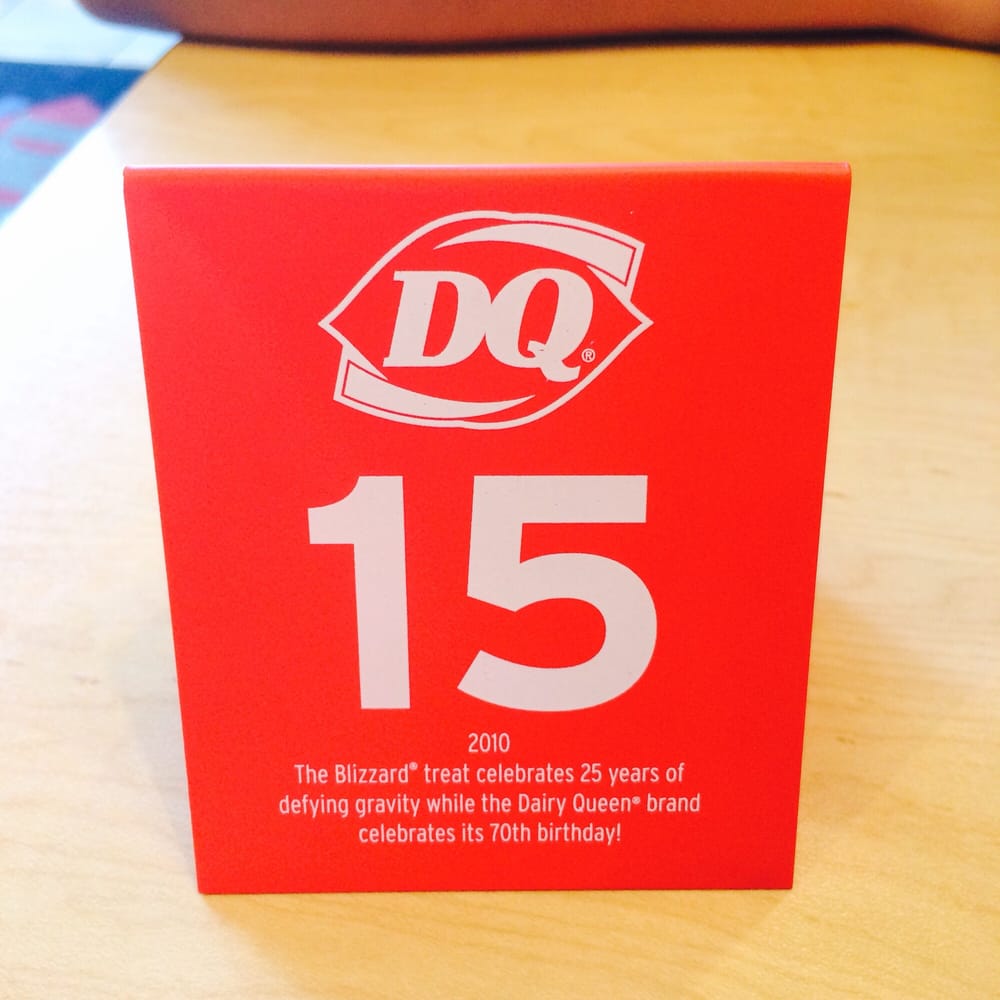 DQ®
15
2010
The Blizzard® treat celebrates 25 years of
defying gravity while the Dairy Queen® brand
celebrates its 70th birthday!